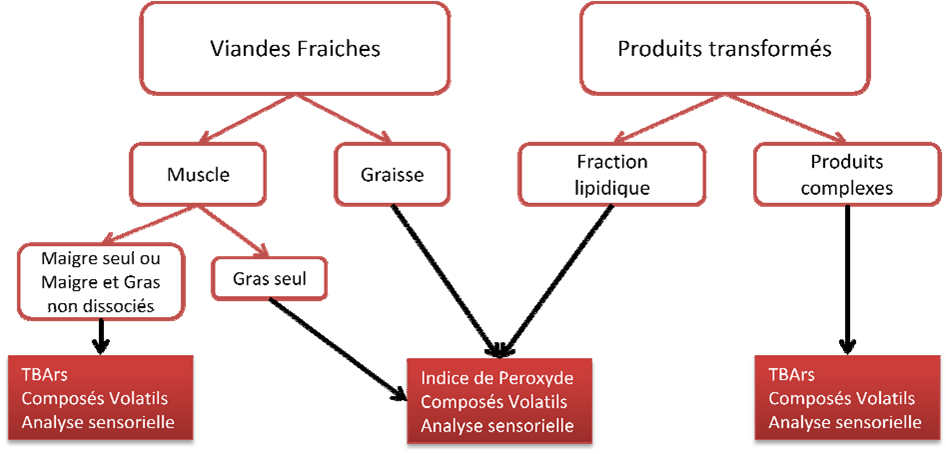 Viandes Fraiches
Produits transformés
Muscle
Graisse
Fraction
lipidique
Produits
complexes
Maigre seul ou
Maigre et Gras
non dissociés
Gras seul
TBArs
Composés Volatils
Analyse sensorielle
Indice de Peroxyde
Composés Volatils
Analyse sensorielle
TBArs
Composés Volatils
Analyse sensorielle